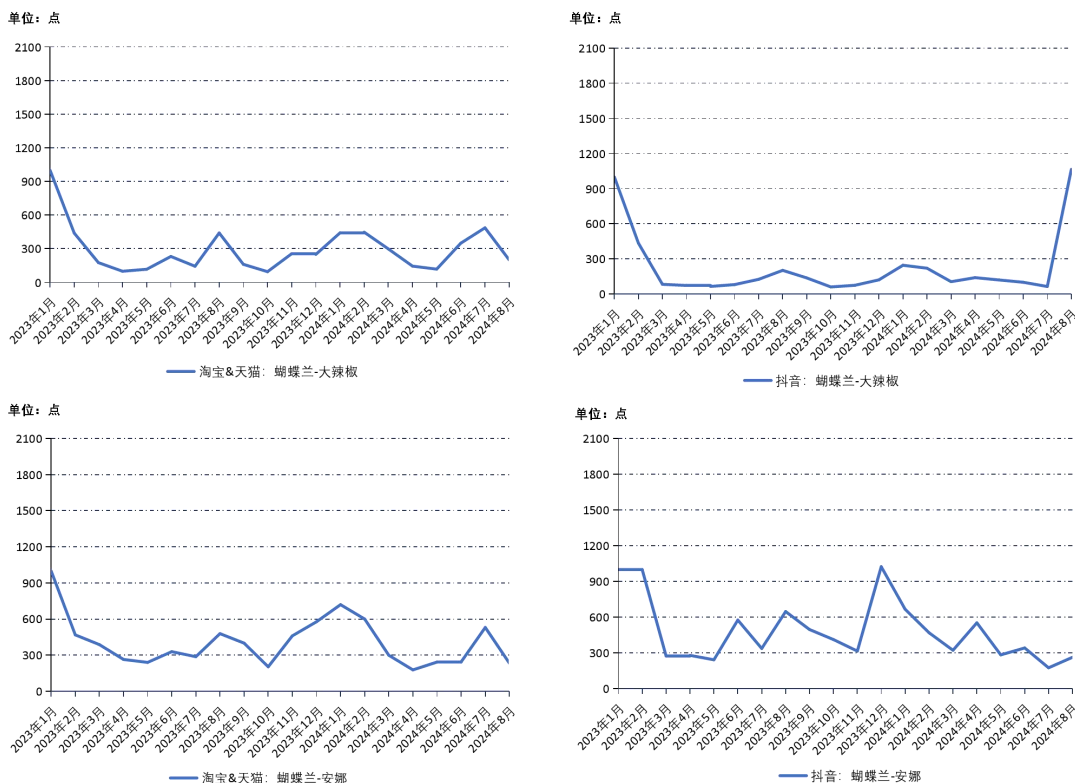 单位：点
2100
1800
1500
1200
900
600
300
0
2023年1月
2023年2月
2023年3月
2023年4月
2023年5月
2023年6月
2023年7月
2023年8月
2023年9月
2023年10月
2023年11月
2023年12月
2024年1月
2024年2月
2024年3月
2024年4月
2024年5月
2024年6月
2024年7月
2024年8月
淘宝&天猫：蝴蝶兰-大辣椒
单位：点
2100
1800
1500
1200
900
600
300
0
2023年1月
2023年2月
2023年3月
2023年4月
2023年5月
2023年6月
2023年7月
2023年8月
2023年9月
2023年10月
2023年11月
2023年12月
2024年1月
2024年2月
2024年3月
2024年4月
2024年5月
2024年6月
2024年7月
2024年8月
抖音：蝴蝶兰-大辣椒
单位：点
2100
1800
1500
1200
900
600
300
0
2023年1月
2023年2月
2023年3月
2023年4月
2023年5月
2023年6月
2023年7月
2023年8月
2023年9月
2023年10月
2023年11月
2023年12月
2024年1月
2024年2月
2024年3月
2024年4月
2024年5月
2024年6月
2024年7月
2024年8月
淘宝&天猫：蝴蝶兰-安娜
单位：点
2100
1800
1500
1200
900
600
300
0
2023年1月
2023年2月
2023年3月
2023年4月
2023年5月
2023年6月
2023年7月
2023年8月
2023年9月
2023年10月
2023年11月
2023年12月
2024年1月
2024年2月
2024年3月
2024年4月
2024年5月
2024年6月
2024年7月
2024年8月
抖音：蝴蝶兰-安娜